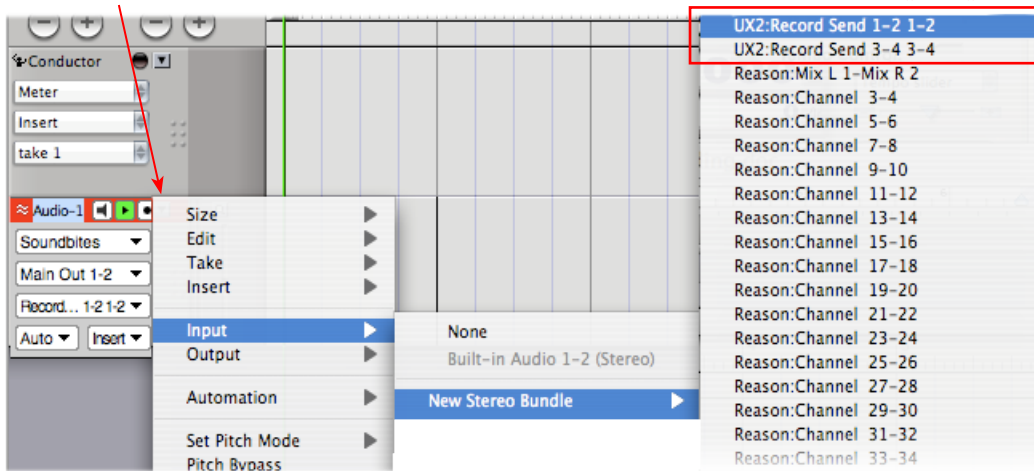 Conductor
Meter
Insert
take 1
Audio-1
Soundbites
Main Out 1-2
Record... 1-2 1-2
Auto
Insert
Size
Edit
Take
Insert
Input
Output
Automation
Set Pitch Mode
Pitch Bypass
None
Built-in Audio 1-2 (Stereo)
New Stereo Bundle
UX2:Record Send 1-2 1-2
UX2:Record Send 3-4 3-4
Reason:Mix L 1-Mix R 2
Reason:Channel 3-4
Reason:Channel 5-6
Reason:Channel 7-8
Reason:Channel 9-10
Reason:Channel 11-12
Reason:Channel 13-14
Reason:Channel 15-16
Reason:Channel 17-18
Reason:Channel 19-20
Reason:Channel 21-22
Reason:Channel 23-24
Reason:Channel 25-26
Reason:Channel 27-28
Reason:Channel 29-30
Reason:Channel 31-32
Reason:Channel 33-34